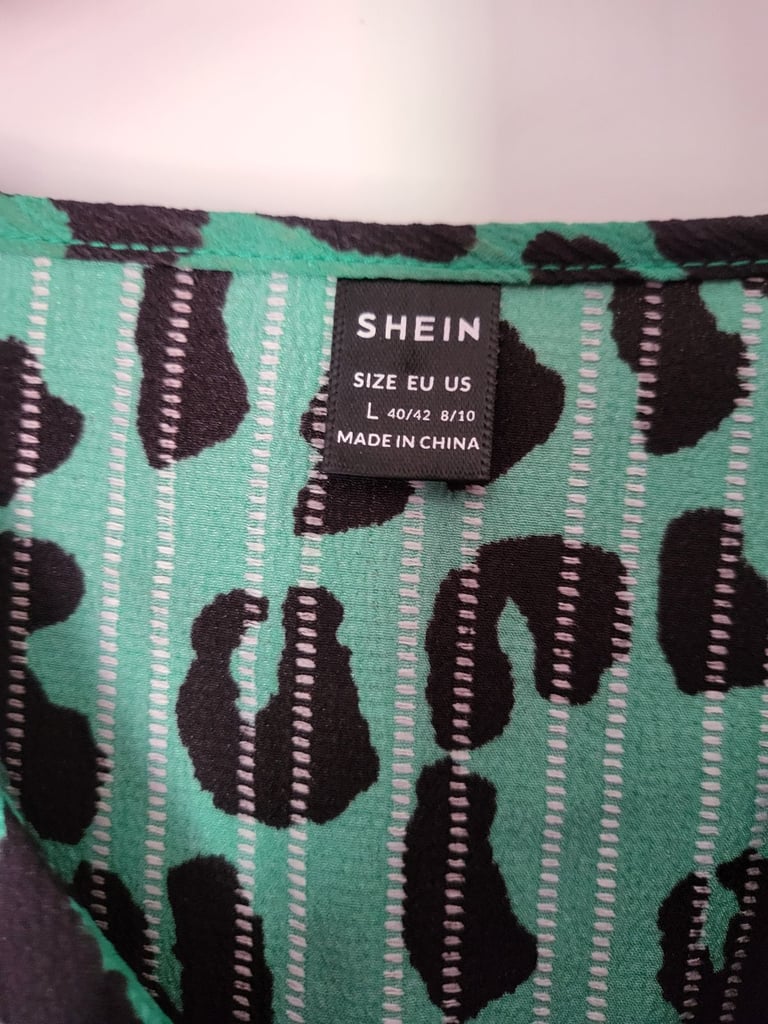 SHEIN
SIZE EU US
L 40/42 8/10
MADE IN CHINA